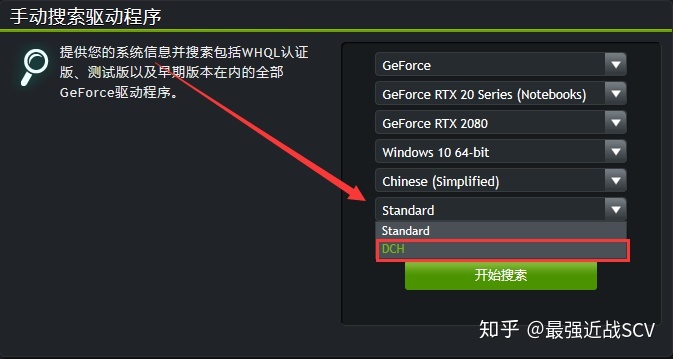 手动搜索驱动程序
提供您的系统信息并搜索包括WHQL认证
版、测试版以及早期版本在内的全部
GeForce驱动程序。
GeForce
GeForce RTX 20 Series (Notebooks)
GeForce RTX 2080
Windows 10 64-bit
Chinese (Simplified)
Standard
Standard
DCH
开始搜索
知乎 @最强近战SCV